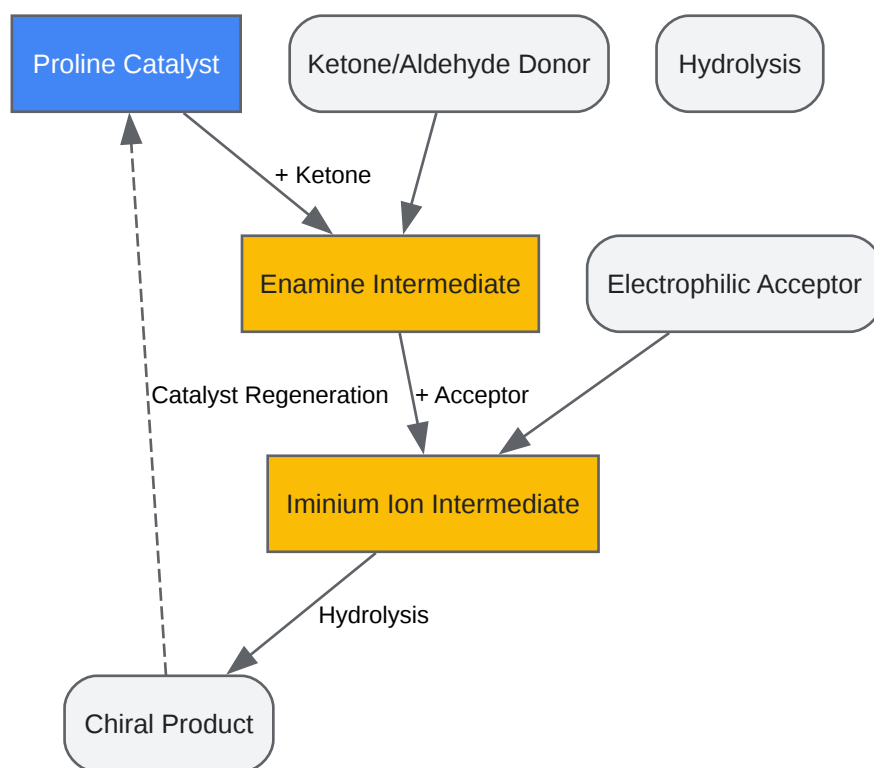 Proline Catalyst
Ketone/Aldehyde Donor
Hydrolysis
+ Ketone
Enamine Intermediate
Electrophilic Acceptor
Catalyst Regeneration
+ Acceptor
Iminium Ion Intermediate
Hydrolysis
Chiral Product